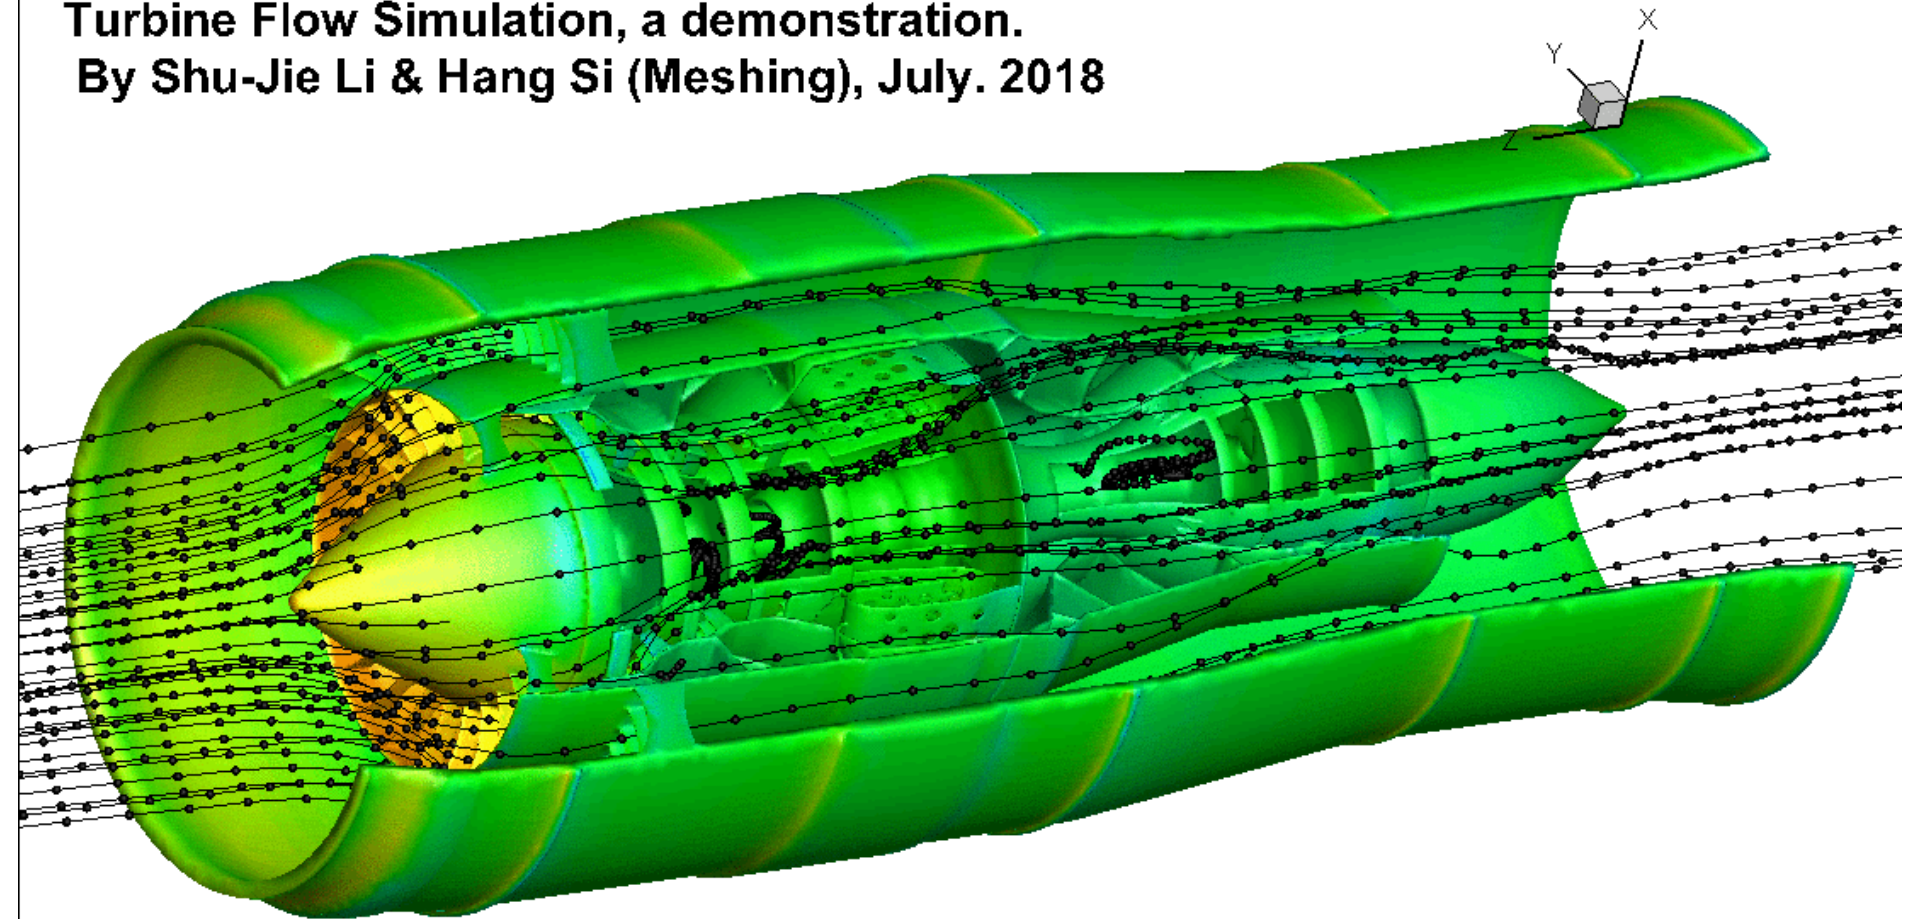 Turbine Flow Simulation, a demonstration.
By Shu-Jie Li & Hang Si (Meshing), July. 2018
X
Y
Z